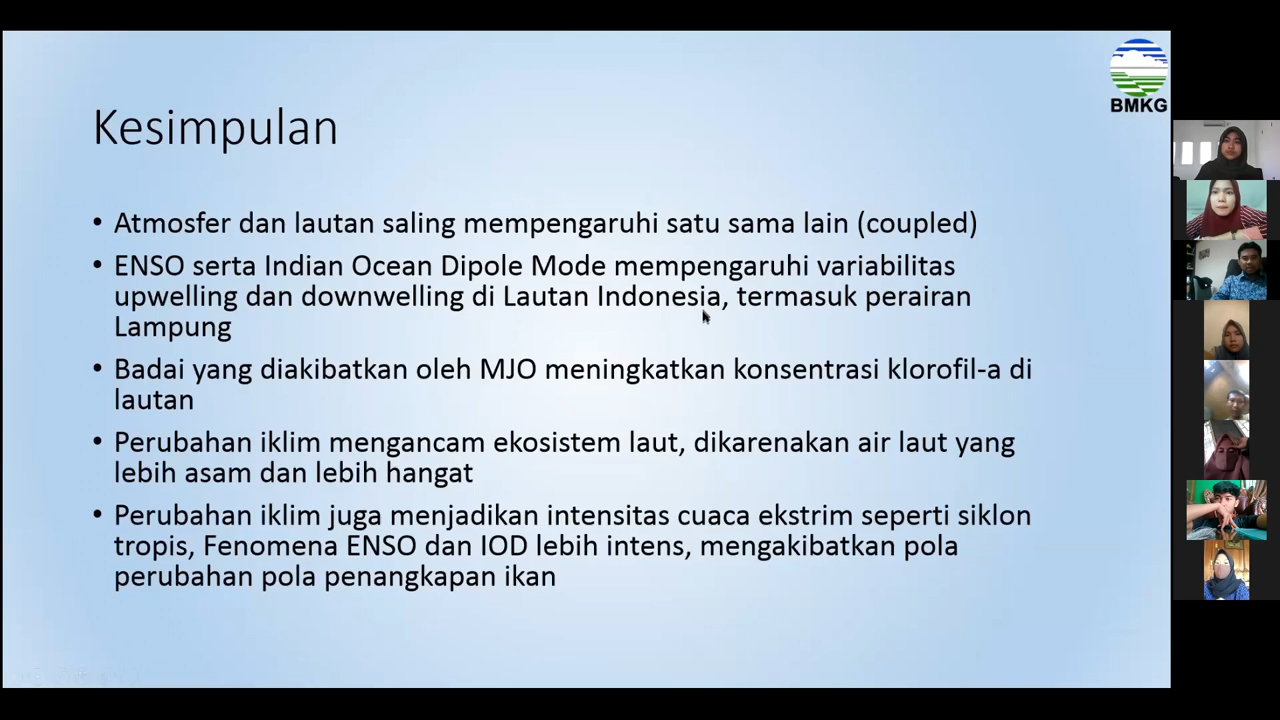 BMKG
Kesimpulan
• Atmosfer dan lautan saling mempengaruhi satu sama lain (coupled)
• ENSO serta Indian Ocean Dipole Mode mempengaruhi variabilitas
upwelling dan downwelling di Lautan Indonesia, termasuk perairan
Lampung
• Badai yang diakibatkan oleh MJO meningkatkan konsentrasi klorofil-a di
lautan
• Perubahan iklim mengancam ekosistem laut, dikarenakan air laut yang
lebih asam dan lebih hangat
• Perubahan iklim juga menjadikan intensitas cuaca ekstrim seperti siklon
tropis, Fenomena ENSO dan IOD lebih intens, mengakibatkan pola
perubahan pola penangkapan ikan